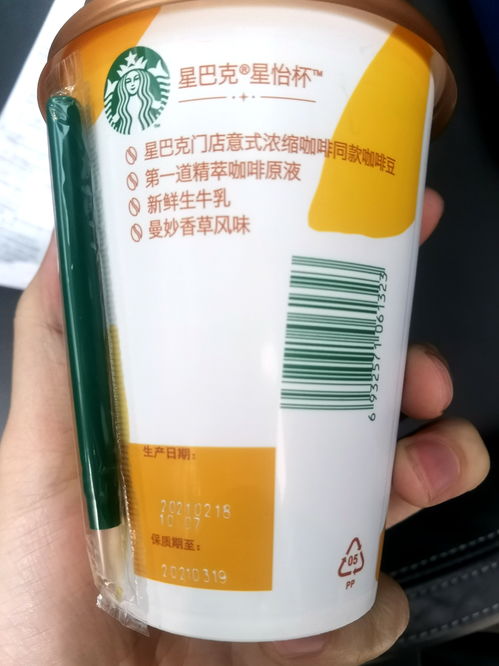 星巴克®星怡杯™
星巴克门店意式浓缩咖啡同款咖啡豆
第一道精萃咖啡原液
新鲜生牛乳
曼妙香草风味
6 932571 061323
生产日期:
20210218
10 07
保质期至:
20210319
05
PP